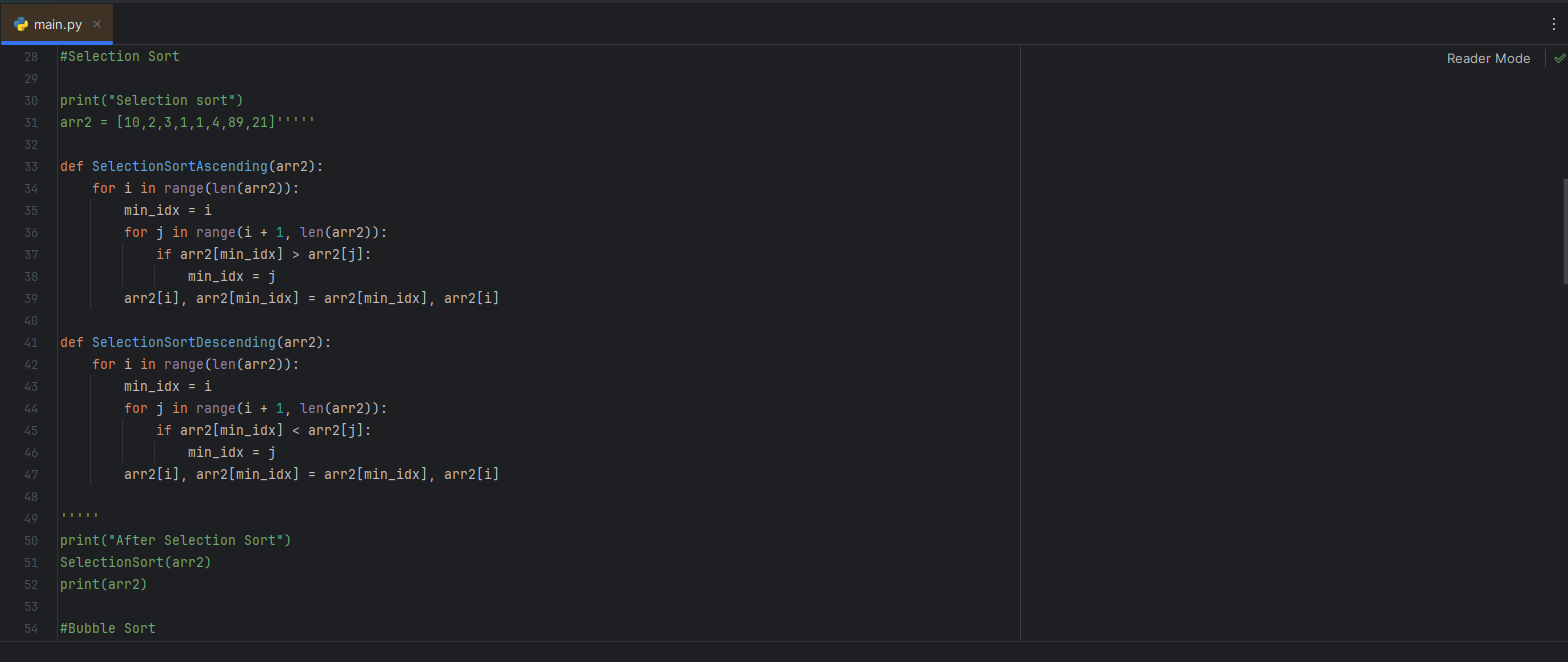 main.py
Reader Mode
28 #Selection Sort
29
30 print("Selection sort")
31 arr2 = [10,2,3,1,1,4,89,21]'''''
32
33 def SelectionSortAscending(arr2):
34     for i in range(len(arr2)):
35         min_idx = i
36         for j in range(i + 1, len(arr2)):
37             if arr2[min_idx] > arr2[j]:
38                 min_idx = j
39         arr2[i], arr2[min_idx] = arr2[min_idx], arr2[i]
40
41 def SelectionSortDescending(arr2):
42     for i in range(len(arr2)):
43         min_idx = i
44         for j in range(i + 1, len(arr2)):
45             if arr2[min_idx] < arr2[j]:
46                 min_idx = j
47         arr2[i], arr2[min_idx] = arr2[min_idx], arr2[i]
48
49 '''''
50 print("After Selection Sort")
51 SelectionSort(arr2)
52 print(arr2)
53
54 #Bubble Sort